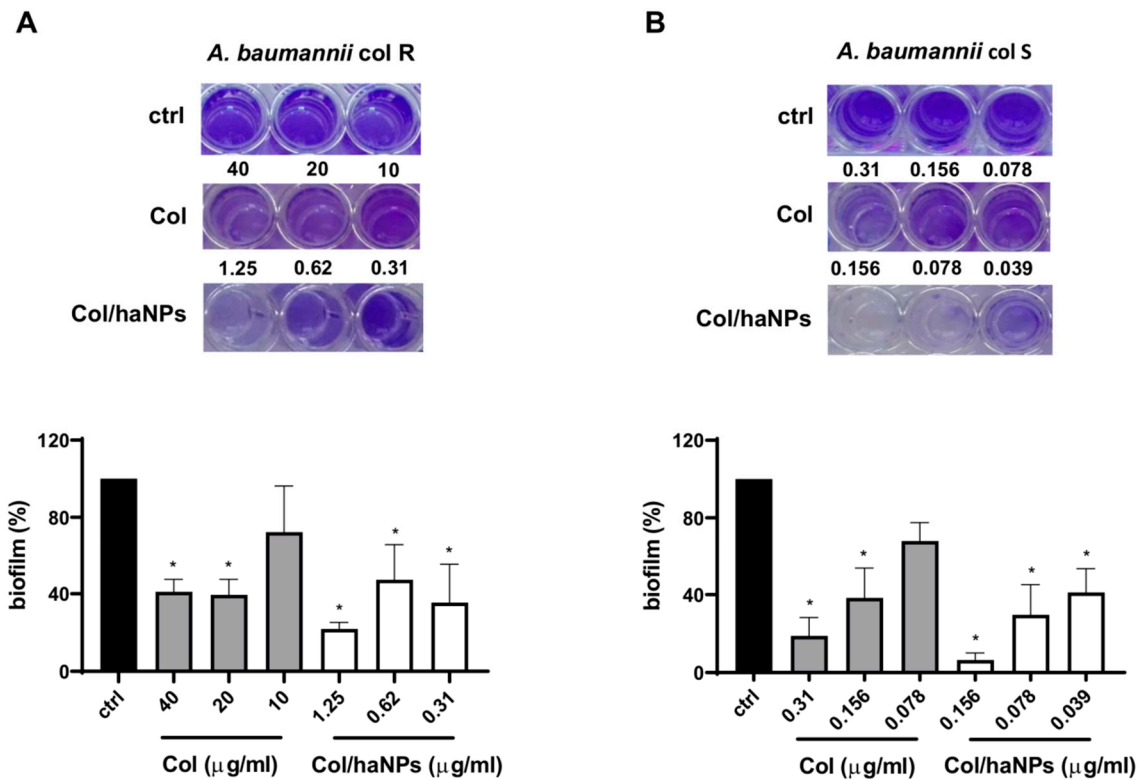 A
A. baumannii col R
ctrl
40 20 10
Col
1.25 0.62 0.31
Col/haNPs
120
80
40
0
biofilm (%)
ctrl 40 20 10 1.25 0.62 0.31
* * * * *
Col (μg/ml) Col/haNPs (μg/ml)
B
A. baumannii col S
ctrl
0.31 0.156 0.078
Col
0.156 0.078 0.039
Col/haNPs
120
80
40
0
biofilm (%)
ctrl 0.31 0.156 0.078 0.156 0.078 0.039
* * * * *
Col (μg/ml) Col/haNPs (μg/ml)